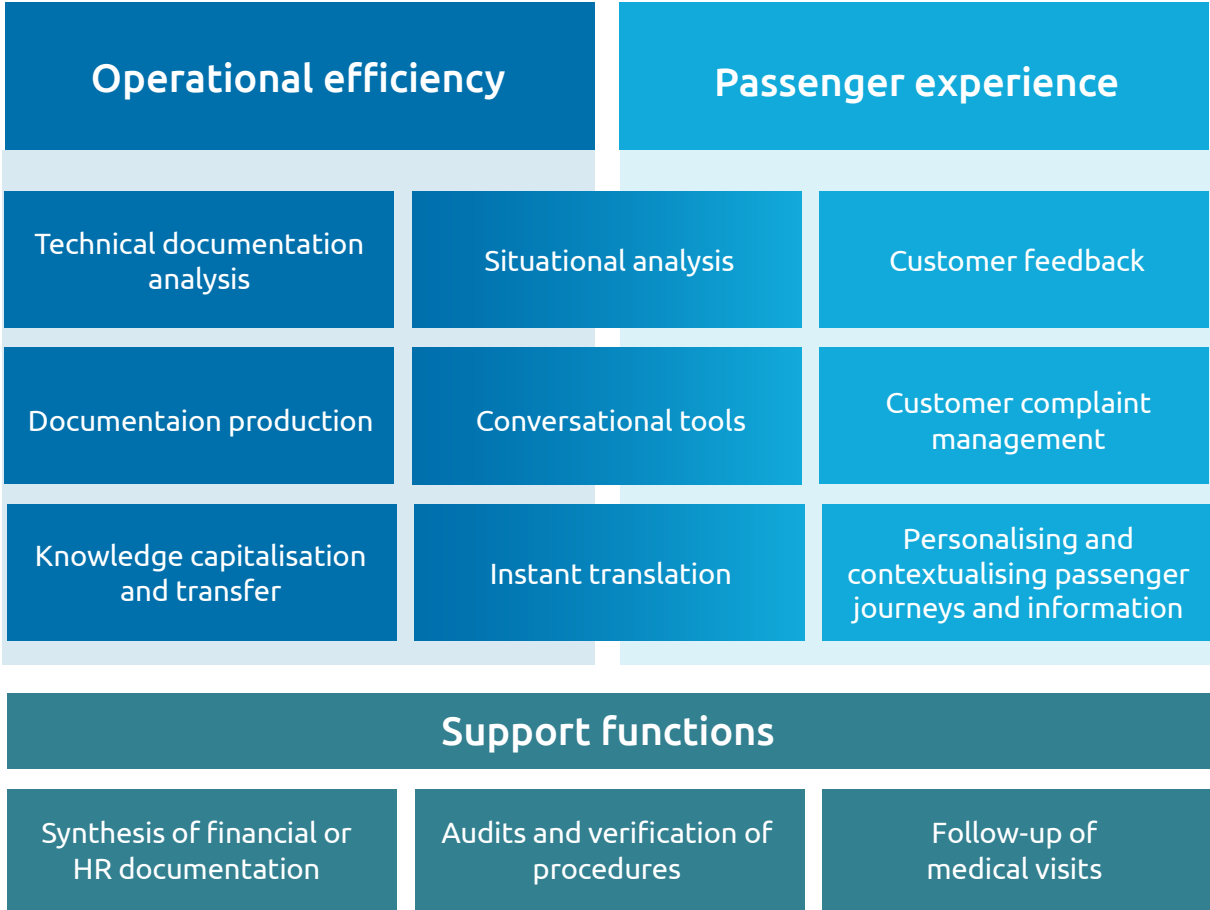 Operational efficiency
Passenger experience
Technical documentation
analysis
Situational analysis
Customer feedback
Documentaion production
Conversational tools
Customer complaint
management
Knowledge capitalisation
and transfer
Instant translation
Personalising and
contextualising passenger
journeys and information
Support functions
Synthesis of financial or
HR documentation
Audits and verification of
procedures
Follow-up of
medical visits